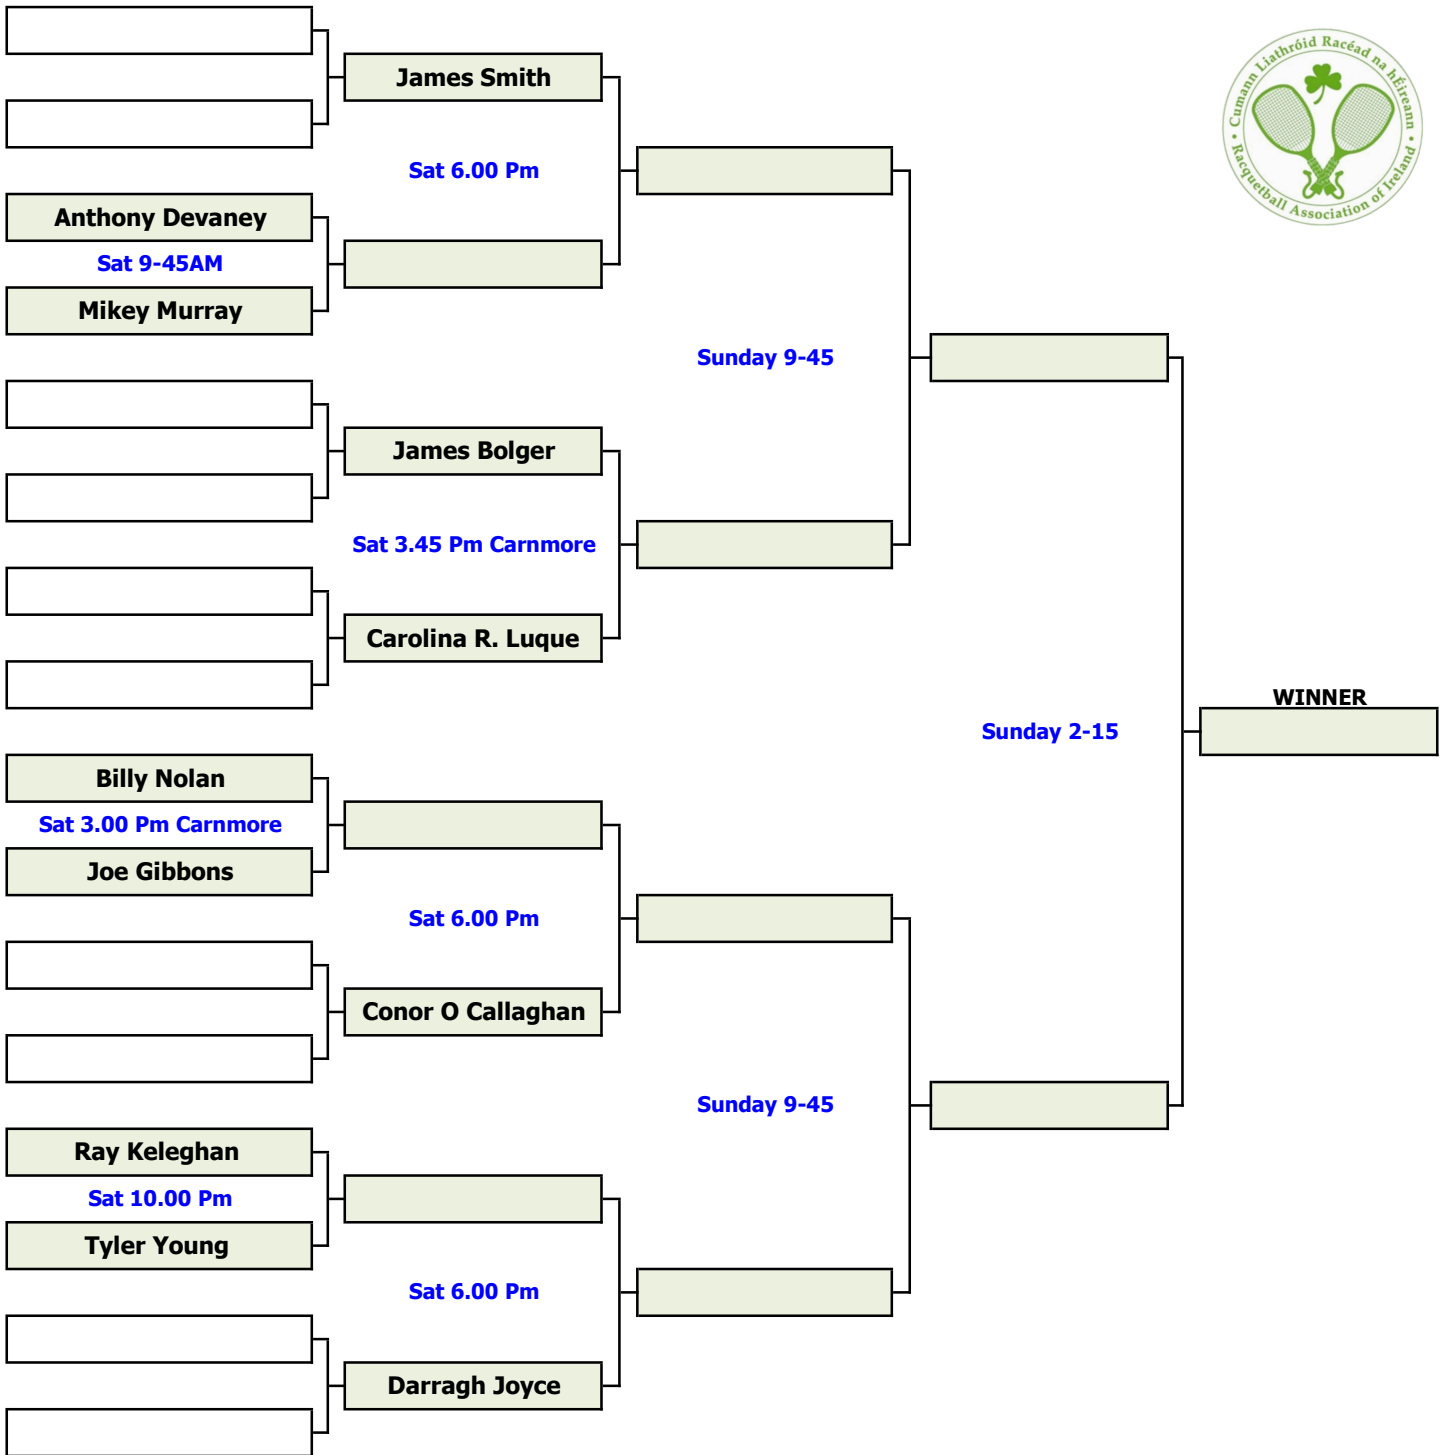 Cumann Liathróid Racéad na hÉireann
Racquetball Association of Ireland
James Smith
Sat 6.00 Pm
Anthony Devaney
Sat 9-45AM
Mikey Murray
Sunday 9-45
James Bolger
Sat 3.45 Pm Carnmore
Carolina R. Luque
WINNER
Sunday 2-15
Billy Nolan
Sat 3.00 Pm Carnmore
Joe Gibbons
Sat 6.00 Pm
Conor O Callaghan
Sunday 9-45
Ray Keleghan
Sat 10.00 Pm
Tyler Young
Sat 6.00 Pm
Darragh Joyce